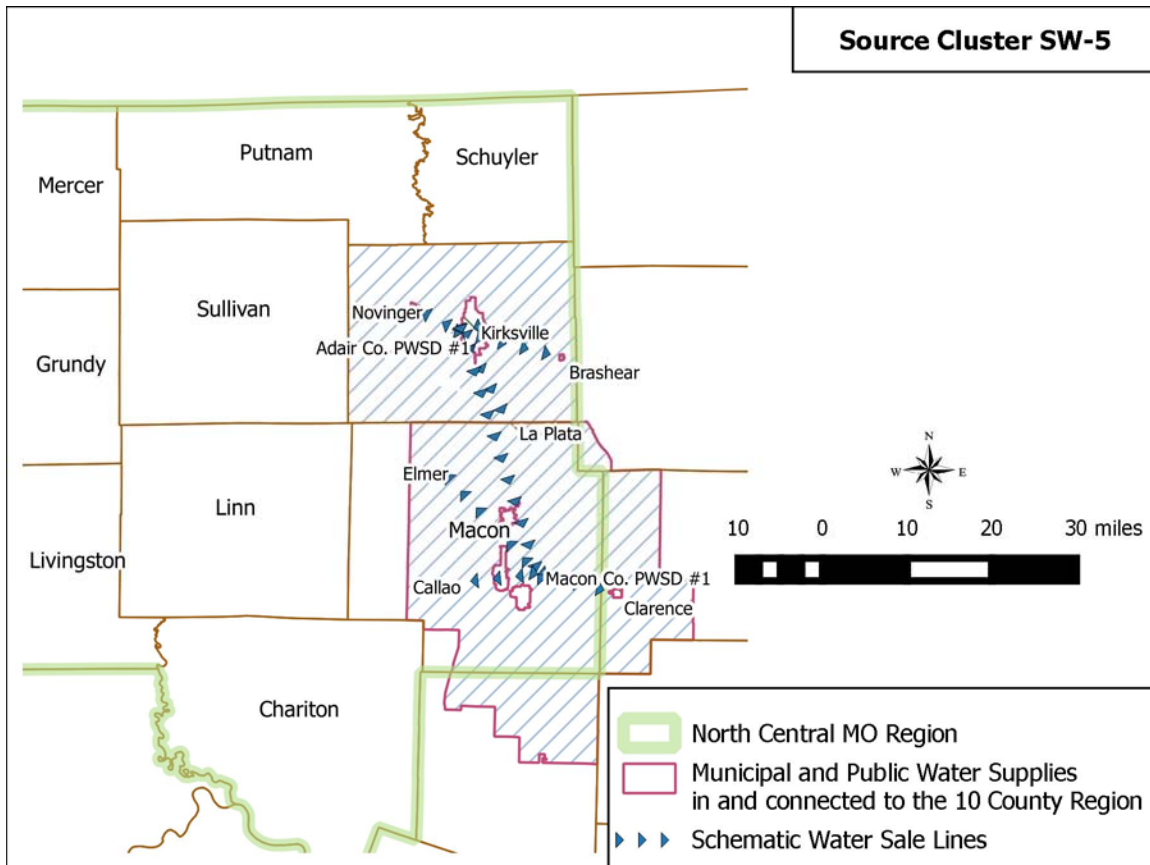 Source Cluster SW-5
Putnam
Schuyler
Mercer
Sullivan
Novinger
Kirksville
Adair Co. PWSD #1
Grundy
Brashear
La Plata
Elmer
Linn
Macon
Livingston
Callao
Macon Co. PWSD #1
Clarence
Chariton
N
W E
S
10 0 10 20 30 miles
North Central MO Region
Municipal and Public Water Supplies
in and connected to the 10 County Region
Schematic Water Sale Lines